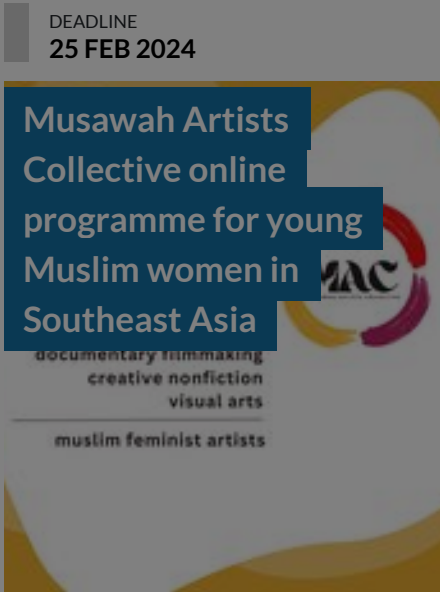 DEADLINE
25 FEB 2024
Musawah Artists
Collective online
programme for young
Muslim women in
Southeast Asia
MAC
documentary filmmaking
creative nonfiction
visual arts
muslim feminist artists